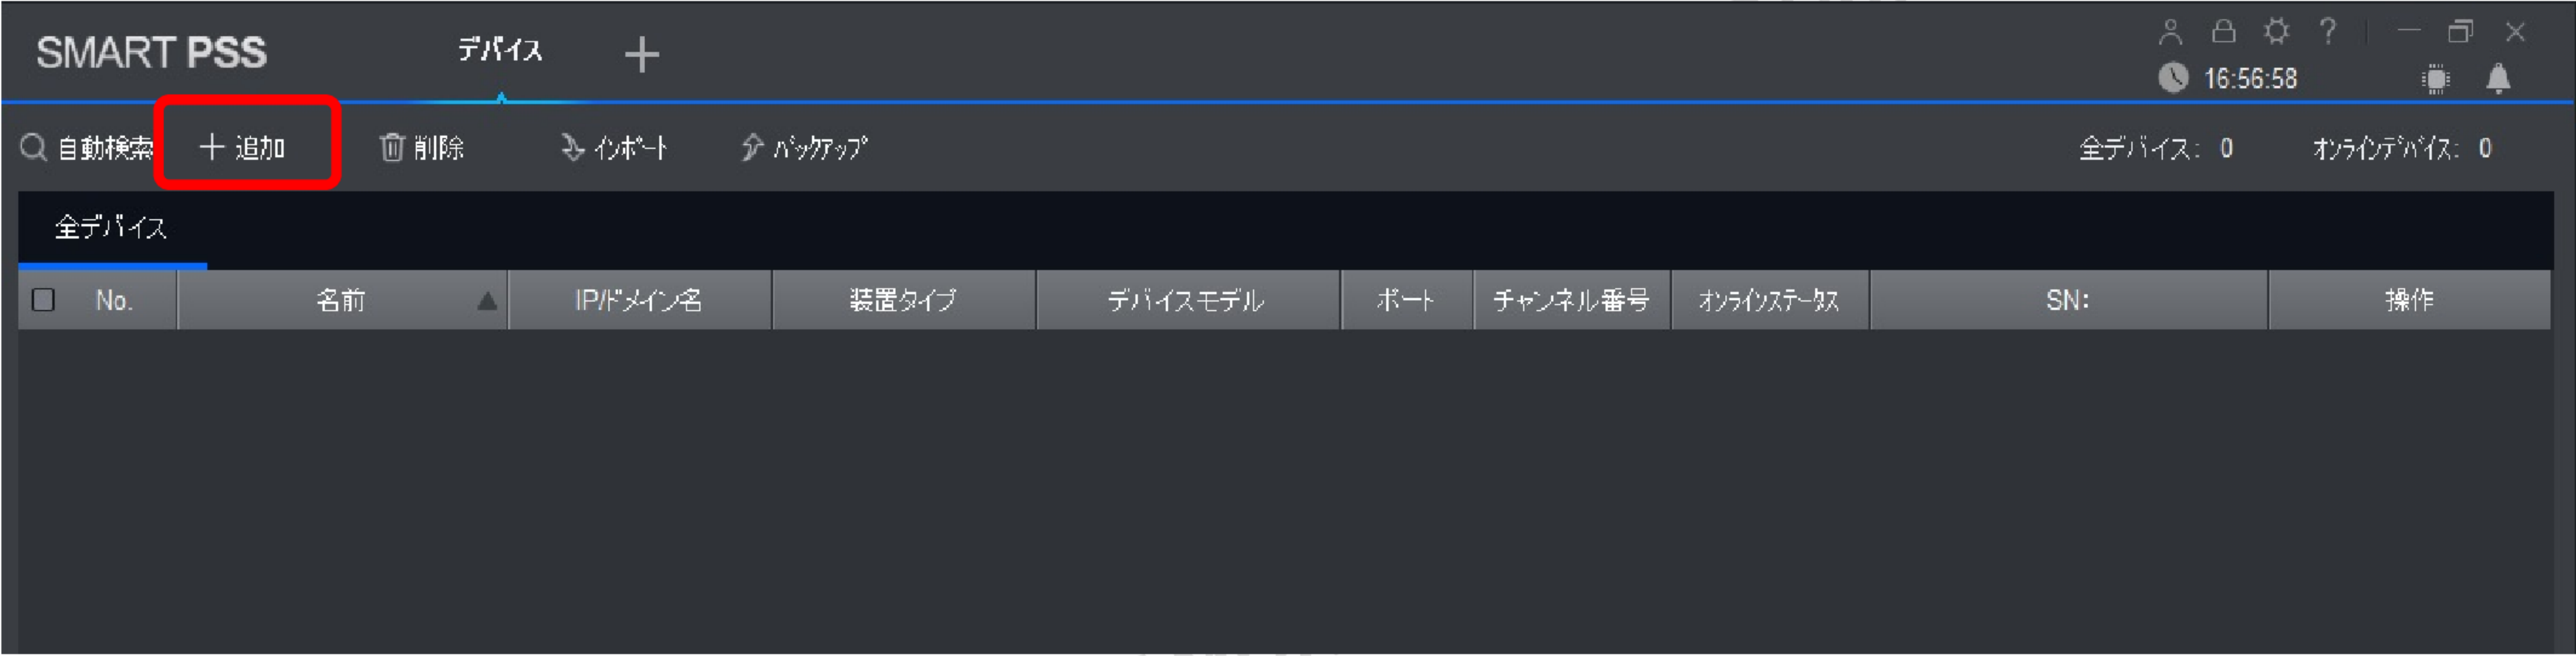 SMART PSS デバイス
?
16:56:58
自動検索 追加 削除 インポート バックアップ 全デバイス: 0 オンラインデバイス: 0
全デバイス
No. 名前 IP/ドメイン名 装置タイプ デバイスモデル ポート チャンネル番号 オンラインステータス SN: 操作